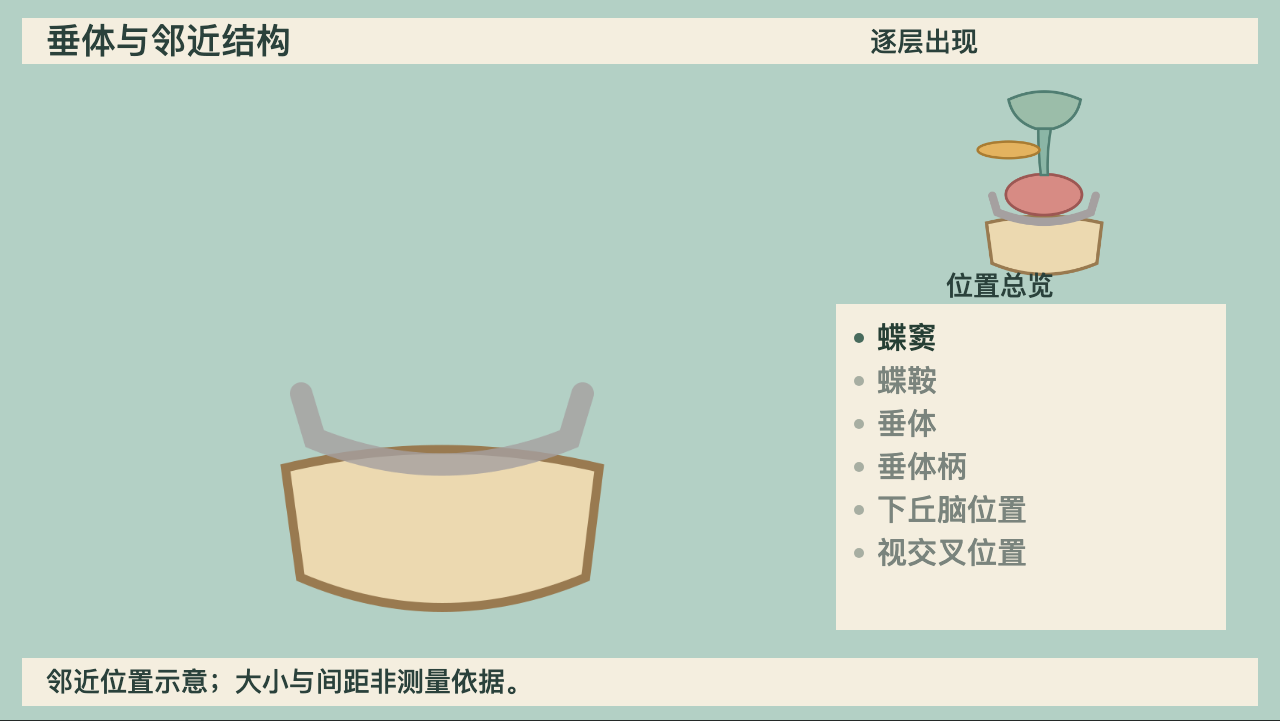 垂体与邻近结构
逐层出现
位置总览
蝶窦
蝶鞍
垂体
垂体柄
下丘脑位置
视交叉位置
邻近位置示意；大小与间距非测量依据。